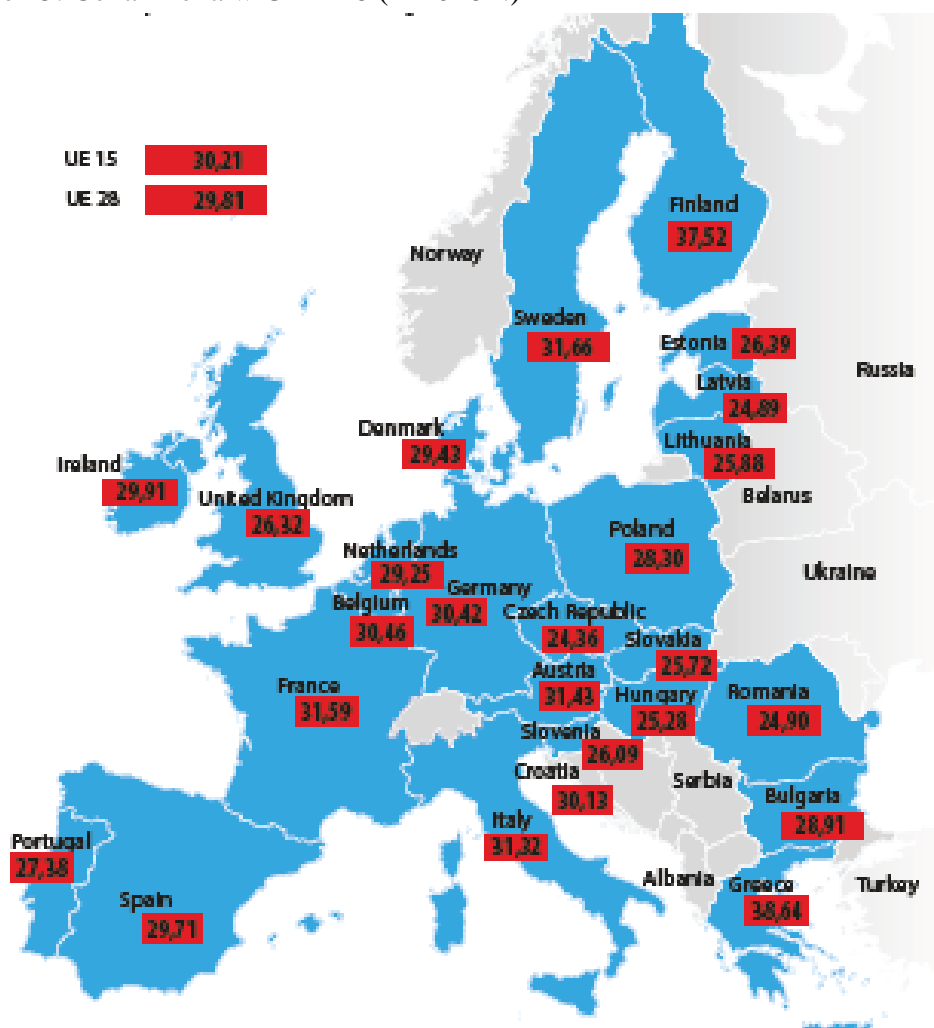 UE 15 30,21
UE 28 29,81
Finland
37,52
Norway
Sweden
31,66
Estonia 26,39
Russia
Latvia
24,89
Denmark
29,43
Lithuania
25,88
Ireland
29,91
United Kingdom
26,32
Belarus
Poland
28,30
Netherlands
29,25
Ukraine
Germany
30,42
Belgium
30,46
Czech Republic
24,36
Slovakia
25,72
Austria
31,43
France
31,59
Hungary
25,28
Romania
24,90
Slovenia
26,09
Croatia
30,13
Serbia
Bulgaria
28,91
Italy
31,32
Portugal
27,38
Albania
Greece
38,64
Turkey
Spain
29,71